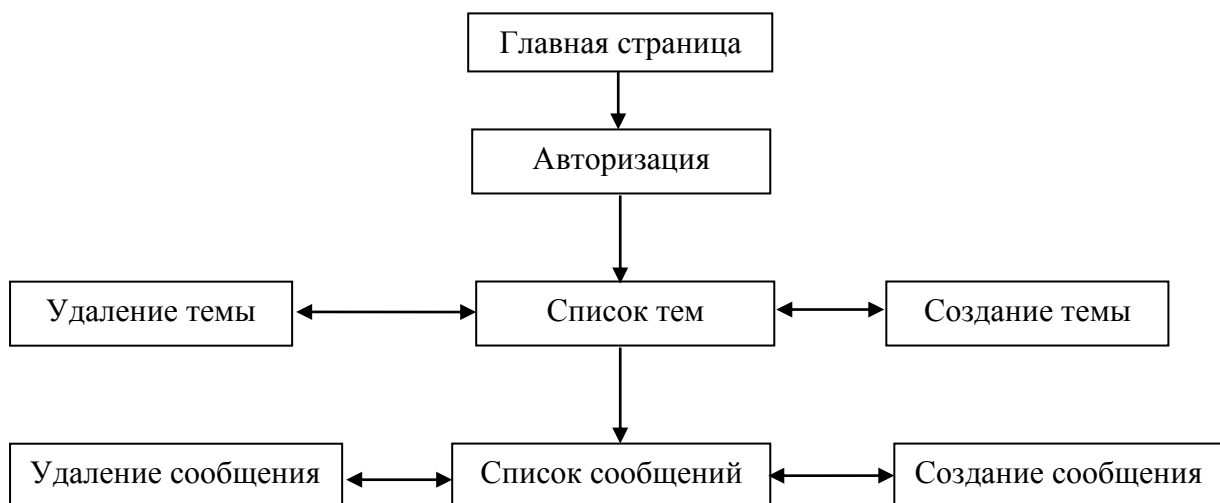 Главная страница
Авторизация
Удаление темы
Список тем
Создание темы
Удаление сообщения
Список сообщений
Создание сообщения